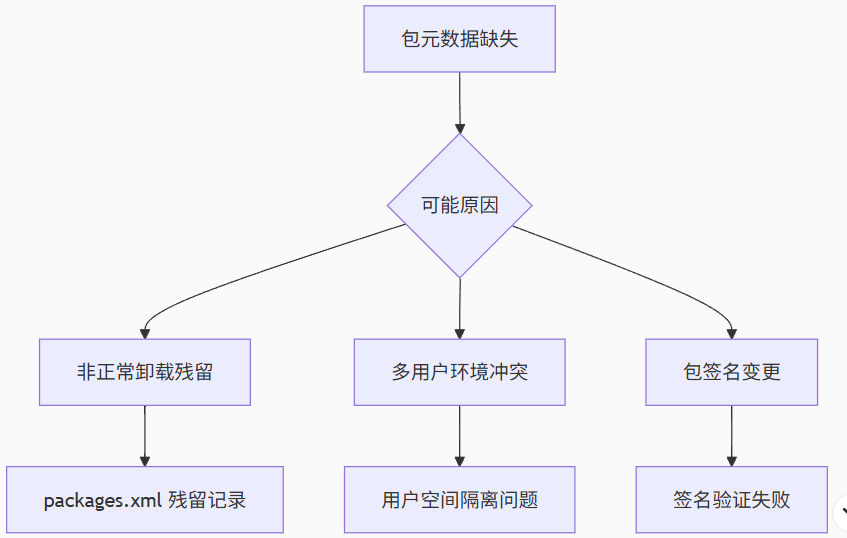 包元数据缺失
可能原因
非正常卸载残留
多用户环境冲突
包签名变更
packages.xml 残留记录
用户空间隔离问题
签名验证失败